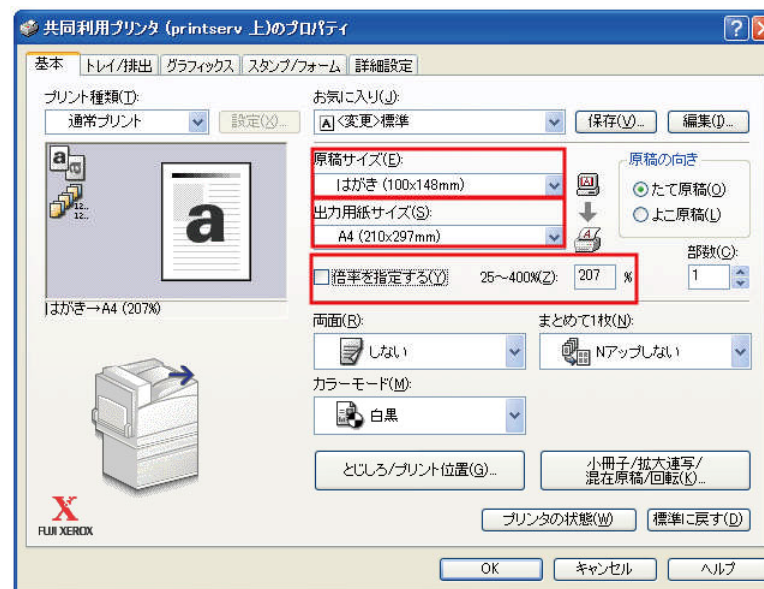 共同利用プリンタ (printserv 上)のプロパティ
基本 トレイ/排出 グラフィックス スタンプ/フォーム 詳細設定
プリント種類(T):
通常プリント 設定(X)...
お気に入り(J):
A <変更>標準 保存(V)... 編集(I)...
a
a
12..
12..
a
はがき→A4 (207%)
原稿サイズ(E):
はがき (100x148mm)
出力用紙サイズ(S):
A4 (210x297mm)
原稿の向き
たて原稿(O)
よこ原稿(L)
倍率を指定する(Y) 25～400%(Z): 207 %
部数(C):
1
両面(R):
しない
まとめて1枚(N):
Nアップしない
カラーモード(M):
白黒
とじしろ/プリント位置(G)...
小冊子/拡大連写/
混在原稿/回転(K)...
X
FUJI XEROX
プリンタの状態(W) 標準に戻す(D)
OK キャンセル ヘルプ